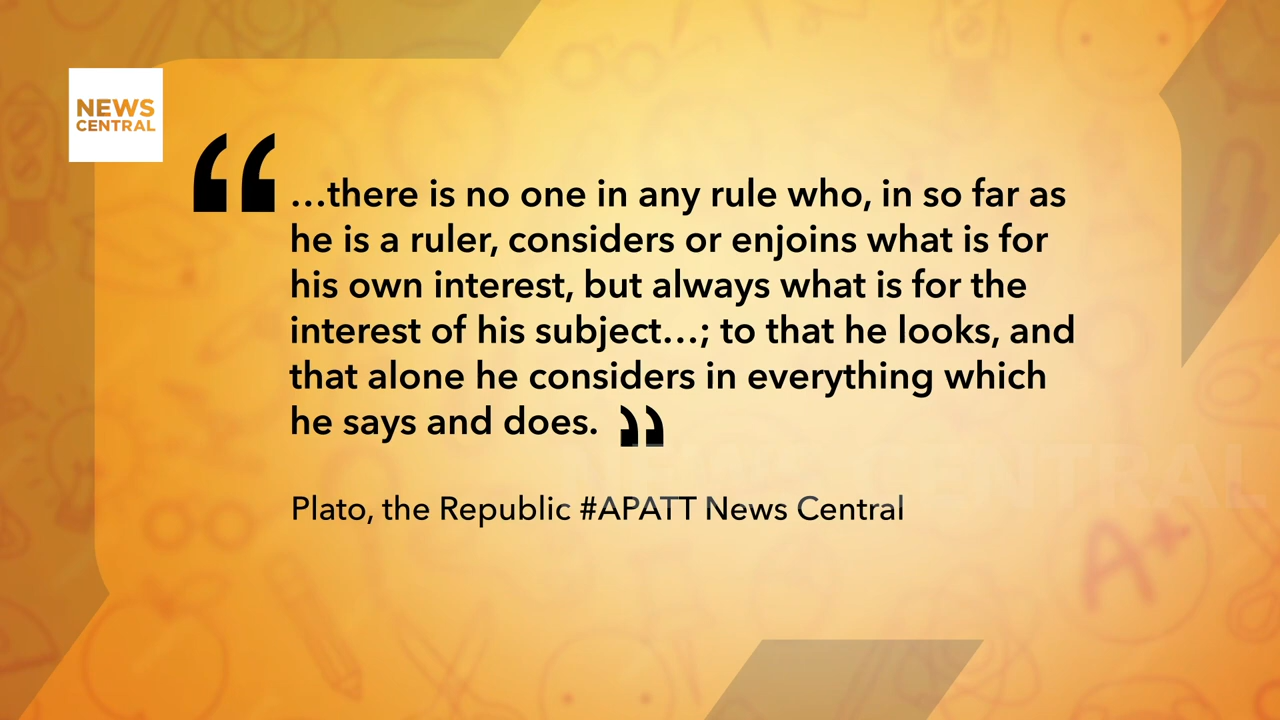 NEWS
CENTRAL
“…there is no one in any rule who, in so far as
he is a ruler, considers or enjoins what is for
his own interest, but always what is for the
interest of his subject…; to that he looks, and
that alone he considers in everything which
he says and does.”
Plato, the Republic #APATT News Central
NEWS CENTRAL
A+